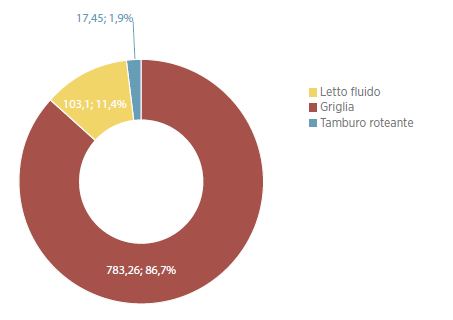 17,45; 1,9%
103,1; 11,4%
783,26; 86,7%
Letto fluido
Griglia
Tamburo roteante